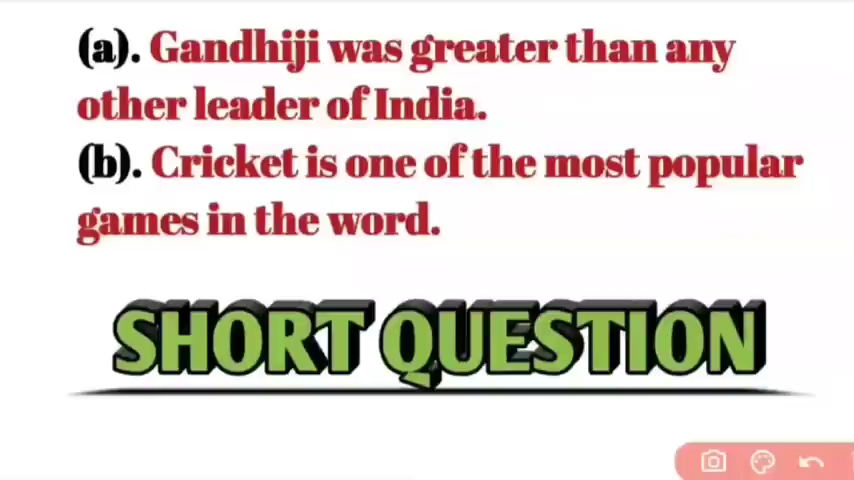 (a). Gandhiji was greater than any
other leader of India.
(b). Cricket is one of the most popular
games in the word.
SHORT QUESTION